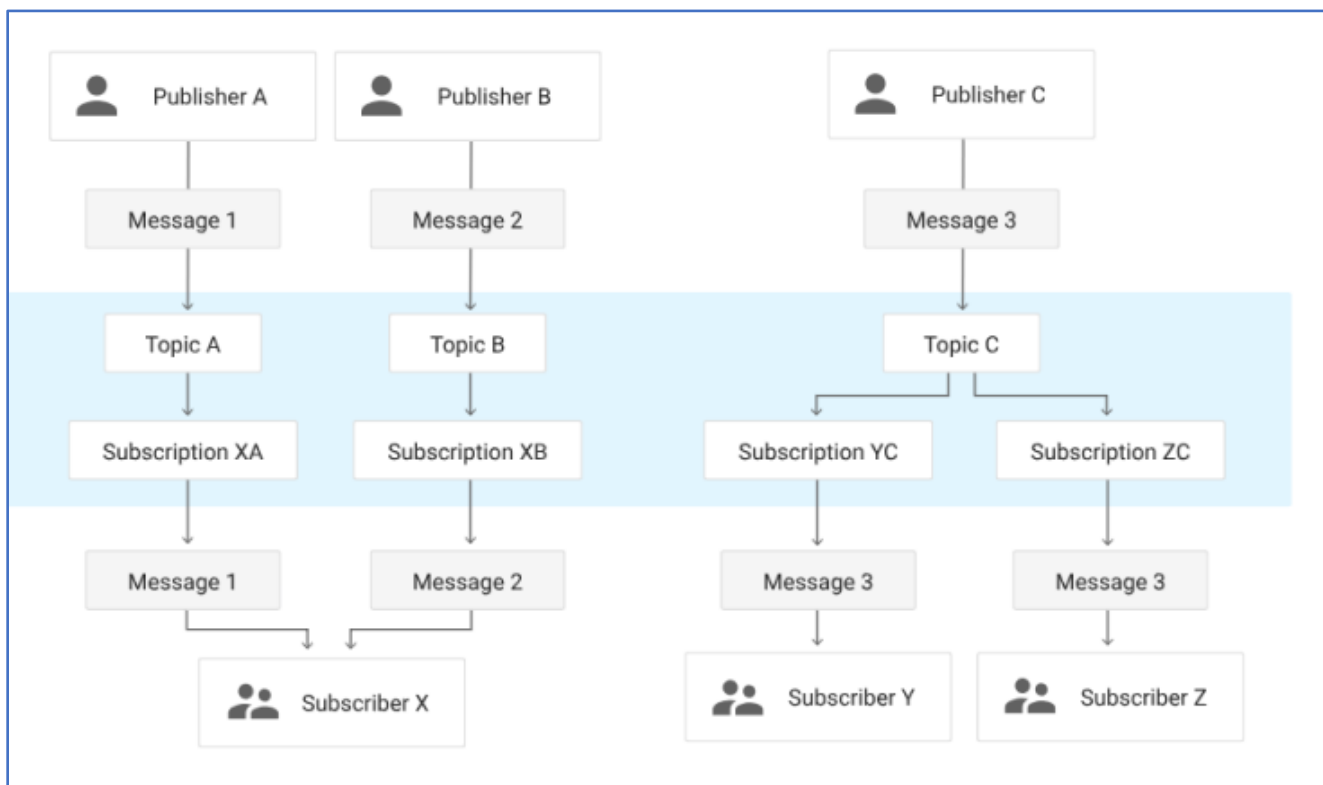 Publisher A
Publisher B
Publisher C
Message 1
Message 2
Message 3
Topic A
Topic B
Topic C
Subscription XA
Subscription XB
Subscription YC
Subscription ZC
Message 1
Message 2
Message 3
Message 3
Subscriber X
Subscriber Y
Subscriber Z